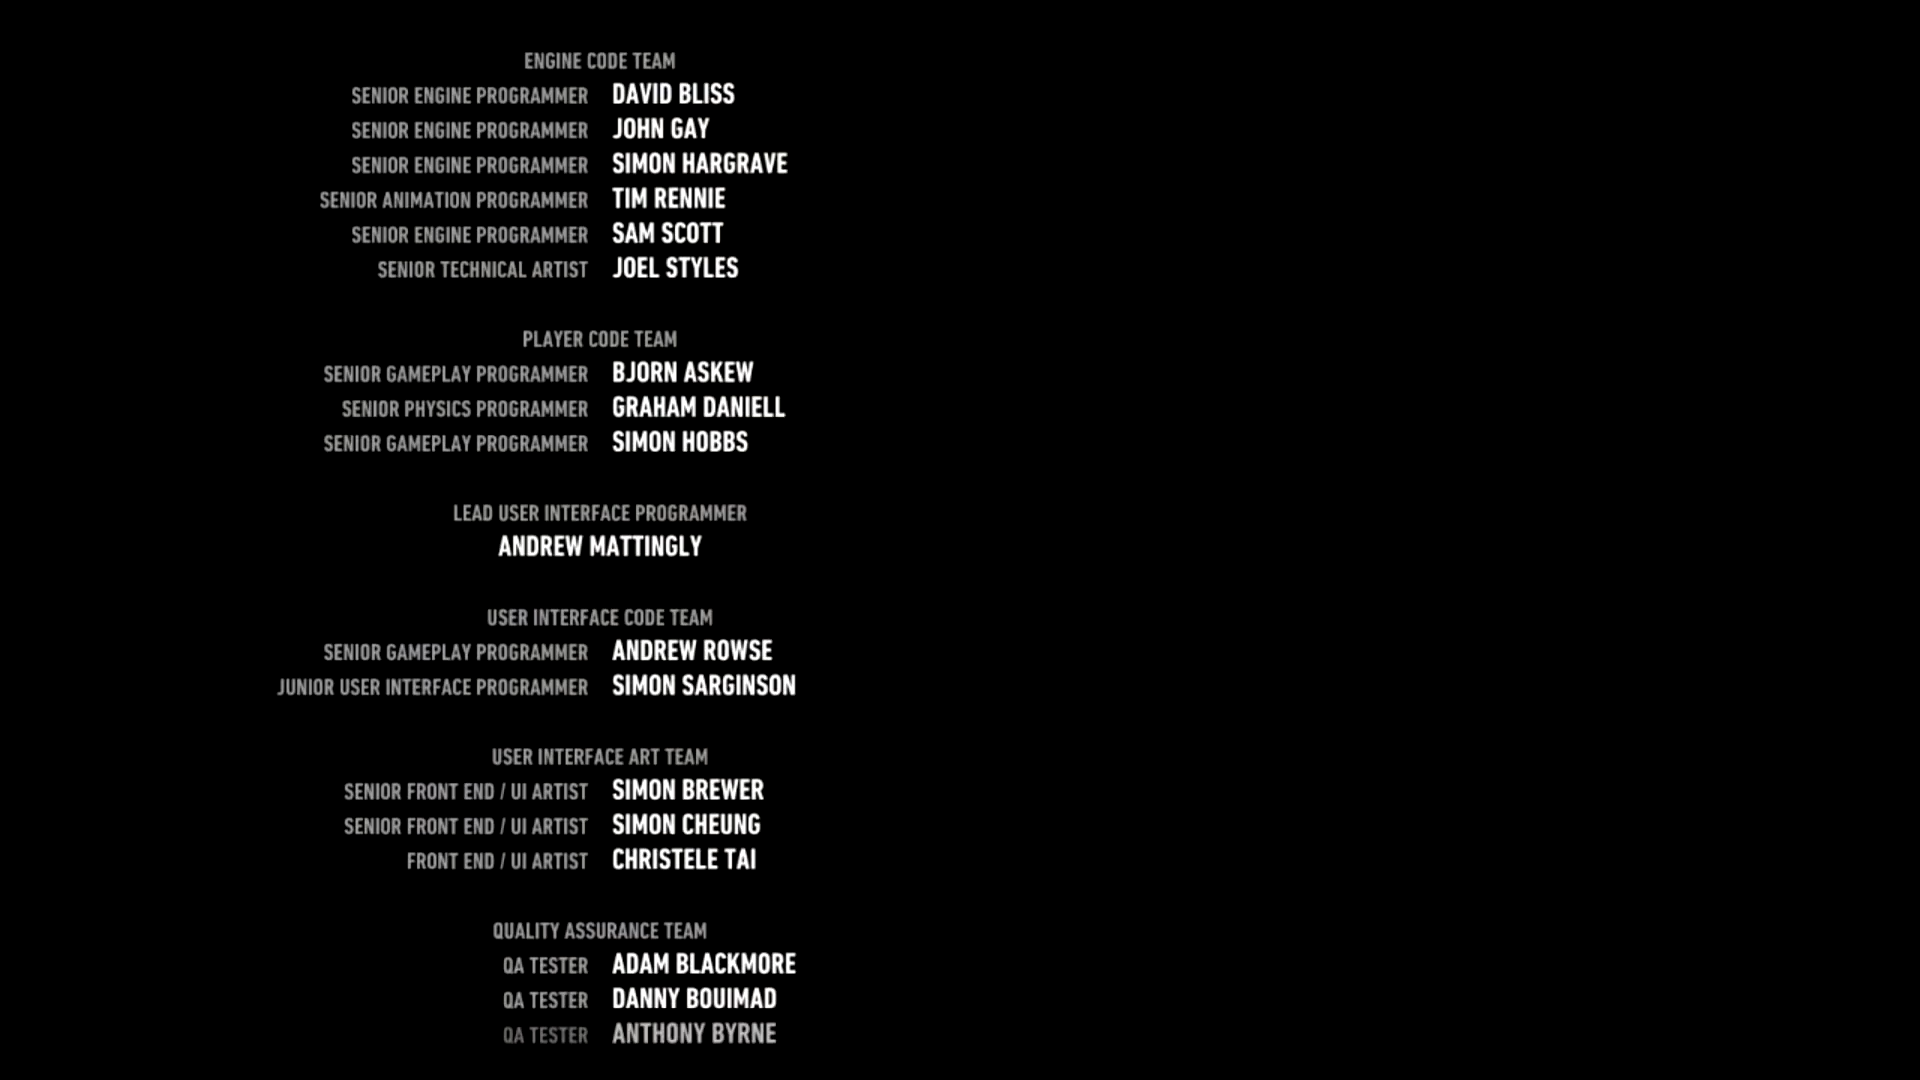 ENGINE CODE TEAM
SENIOR ENGINE PROGRAMMER DAVID BLISS
SENIOR ENGINE PROGRAMMER JOHN GAY
SENIOR ENGINE PROGRAMMER SIMON HARGRAVE
SENIOR ANIMATION PROGRAMMER TIM RENNIE
SENIOR ENGINE PROGRAMMER SAM SCOTT
SENIOR TECHNICAL ARTIST JOEL STYLES
PLAYER CODE TEAM
SENIOR GAMEPLAY PROGRAMMER BJORN ASKEW
SENIOR PHYSICS PROGRAMMER GRAHAM DANIELL
SENIOR GAMEPLAY PROGRAMMER SIMON HOBBS
LEAD USER INTERFACE PROGRAMMER
ANDREW MATTINGLY
USER INTERFACE CODE TEAM
SENIOR GAMEPLAY PROGRAMMER ANDREW ROWSE
JUNIOR USER INTERFACE PROGRAMMER SIMON SARGINSON
USER INTERFACE ART TEAM
SENIOR FRONT END / UI ARTIST SIMON BREWER
SENIOR FRONT END / UI ARTIST SIMON CHEUNG
FRONT END / UI ARTIST CHRISTELE TAI
QUALITY ASSURANCE TEAM
QA TESTER ADAM BLACKMORE
QA TESTER DANNY BOUIMAD
QA TESTER ANTHONY BYRNE